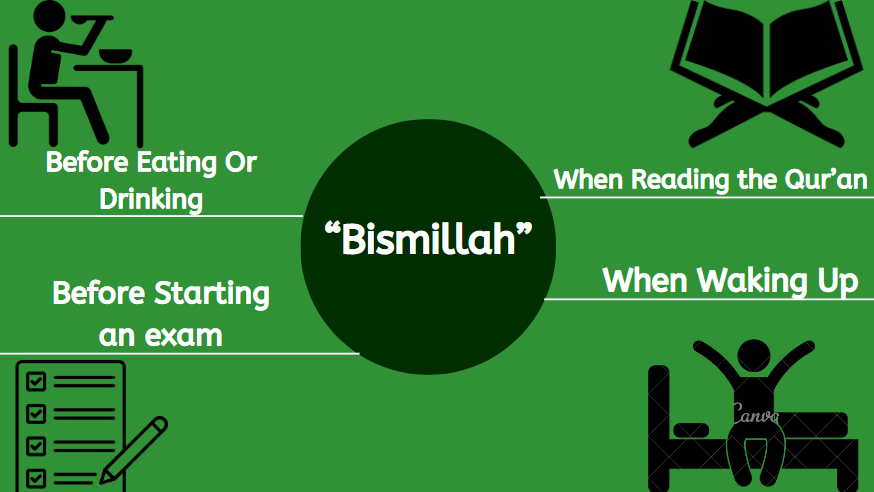 Before Eating Or
Drinking
When Reading the Qur’an
“Bismillah”
Before Starting
an exam
When Waking Up
Canva